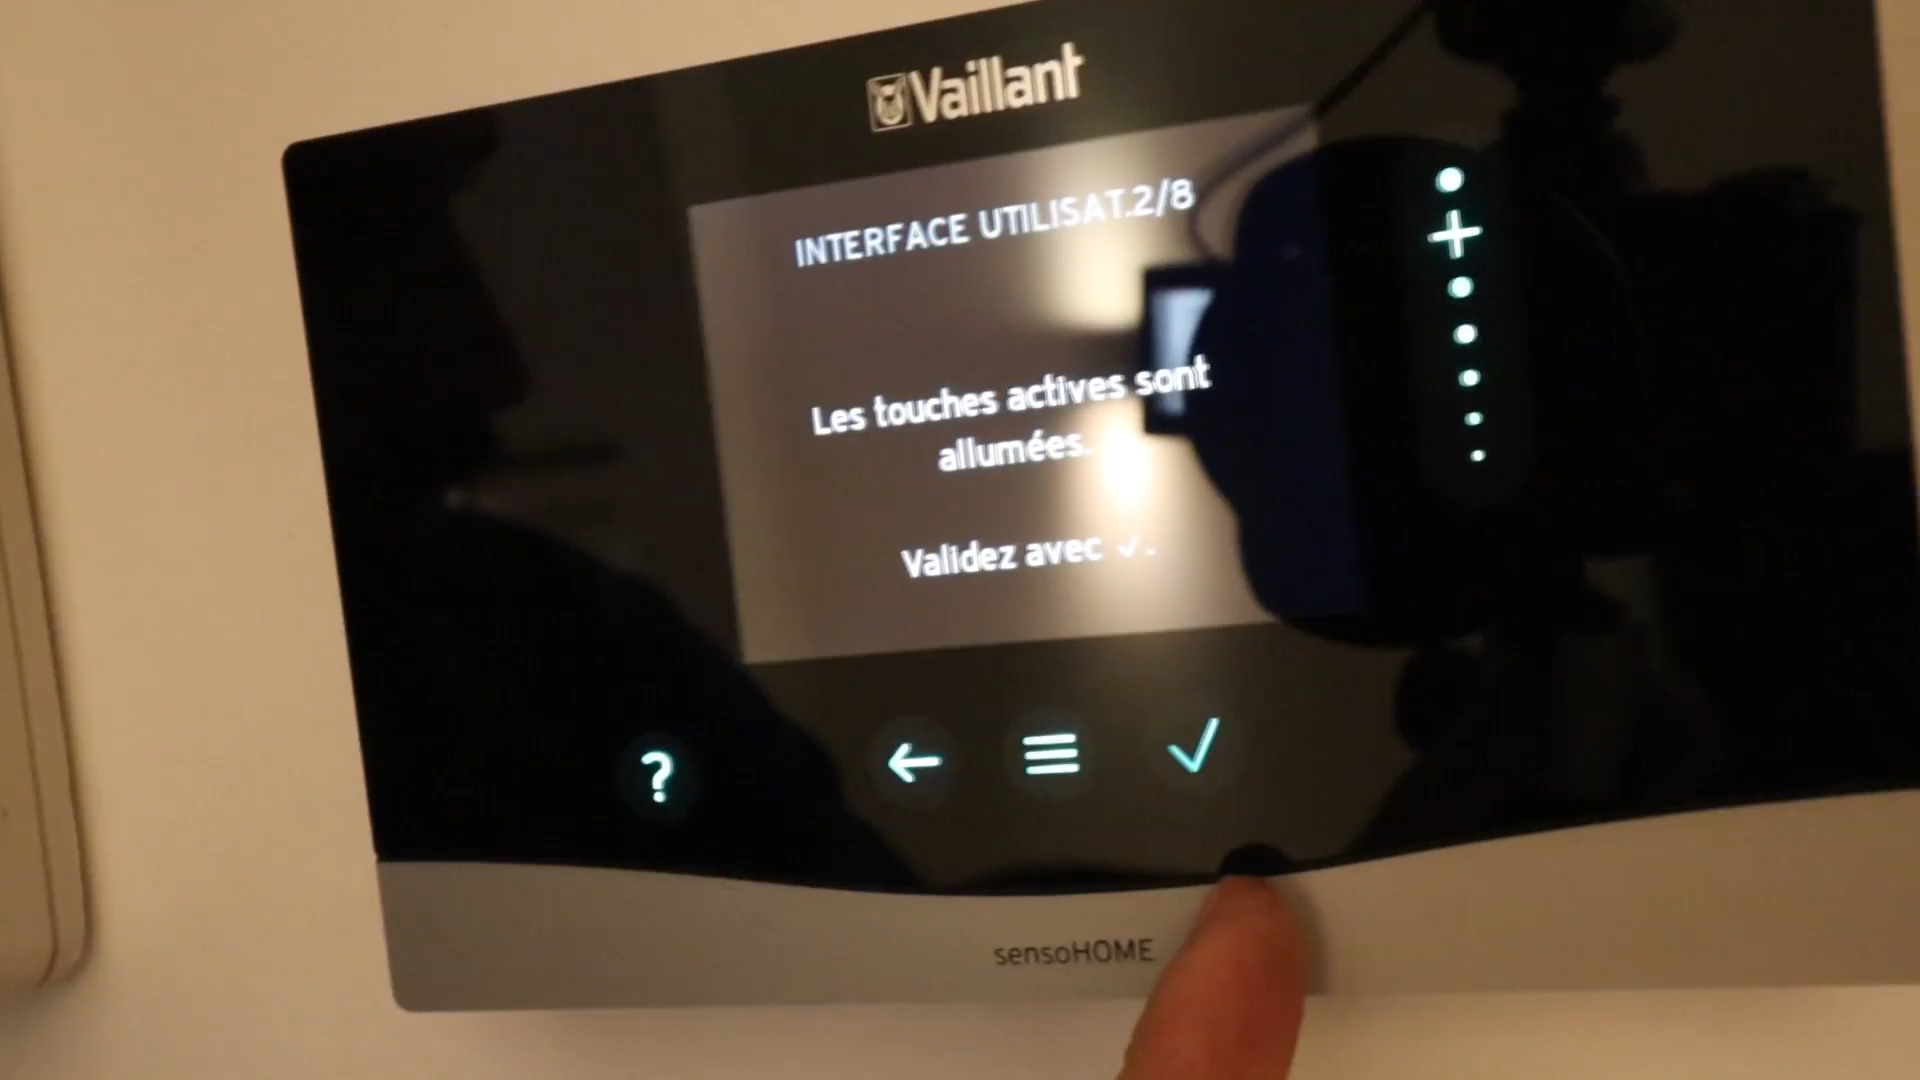 Vaillant
INTERFACE UTILISAT.2/8
Les touches actives sont
allumées.
Validez avec ✓.
?
sensoHOME